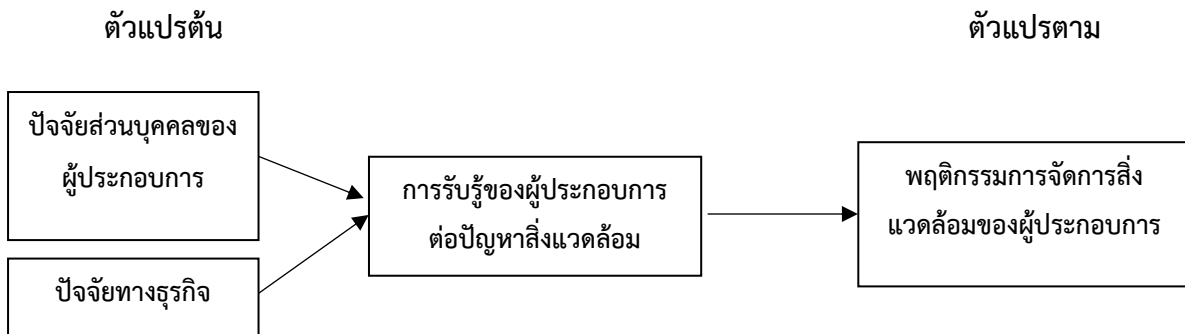 ตัวแปรต้น
ตัวแปรตาม
ปัจจัยส่วนบุคคลของ
ผู้ประกอบการ
ปัจจัยทางธุรกิจ
การรับรู้ของผู้ประกอบการ
ต่อปัญหาสิ่งแวดล้อม
พฤติกรรมการจัดการสิ่ง
แวดล้อมของผู้ประกอบการ